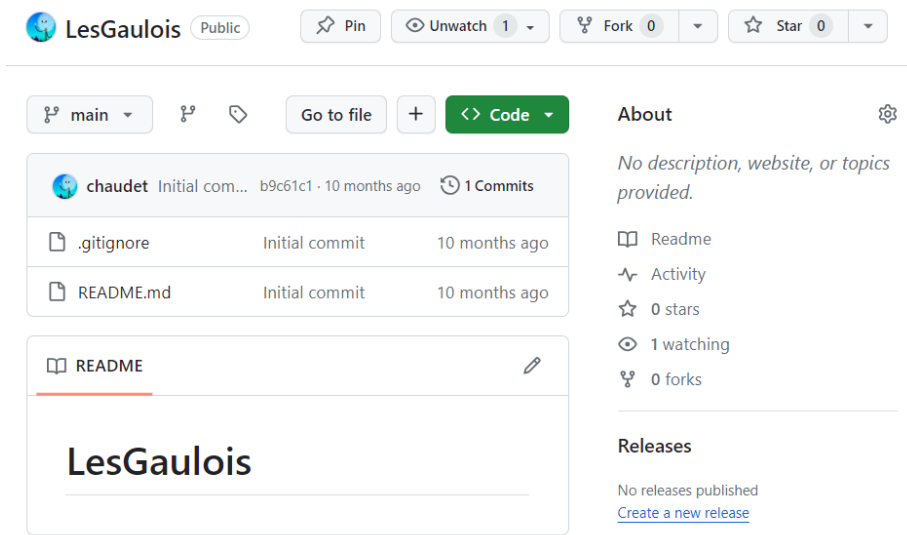 LesGaulois Public Pin Unwatch 1 Fork 0 Star 0
main Go to file + Code
chaudet Initial com... b9c61c1 · 10 months ago 1 Commits
.gitignore Initial commit 10 months ago
README.md Initial commit 10 months ago
README
LesGaulois
About
No description, website, or topics
provided.
Readme
Activity
0 stars
1 watching
0 forks
Releases
No releases published
Create a new release